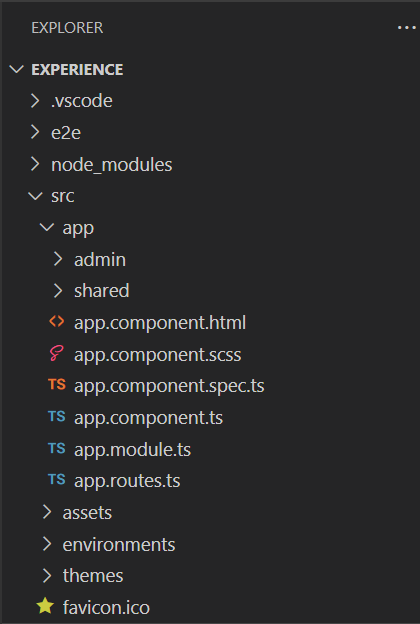 EXPLORER ...
EXPERIENCE
.vscode
e2e
node_modules
src
app
admin
shared
<> app.component.html
app.component.scss
TS app.component.spec.ts
TS app.component.ts
TS app.module.ts
TS app.routes.ts
assets
environments
themes
favicon.ico